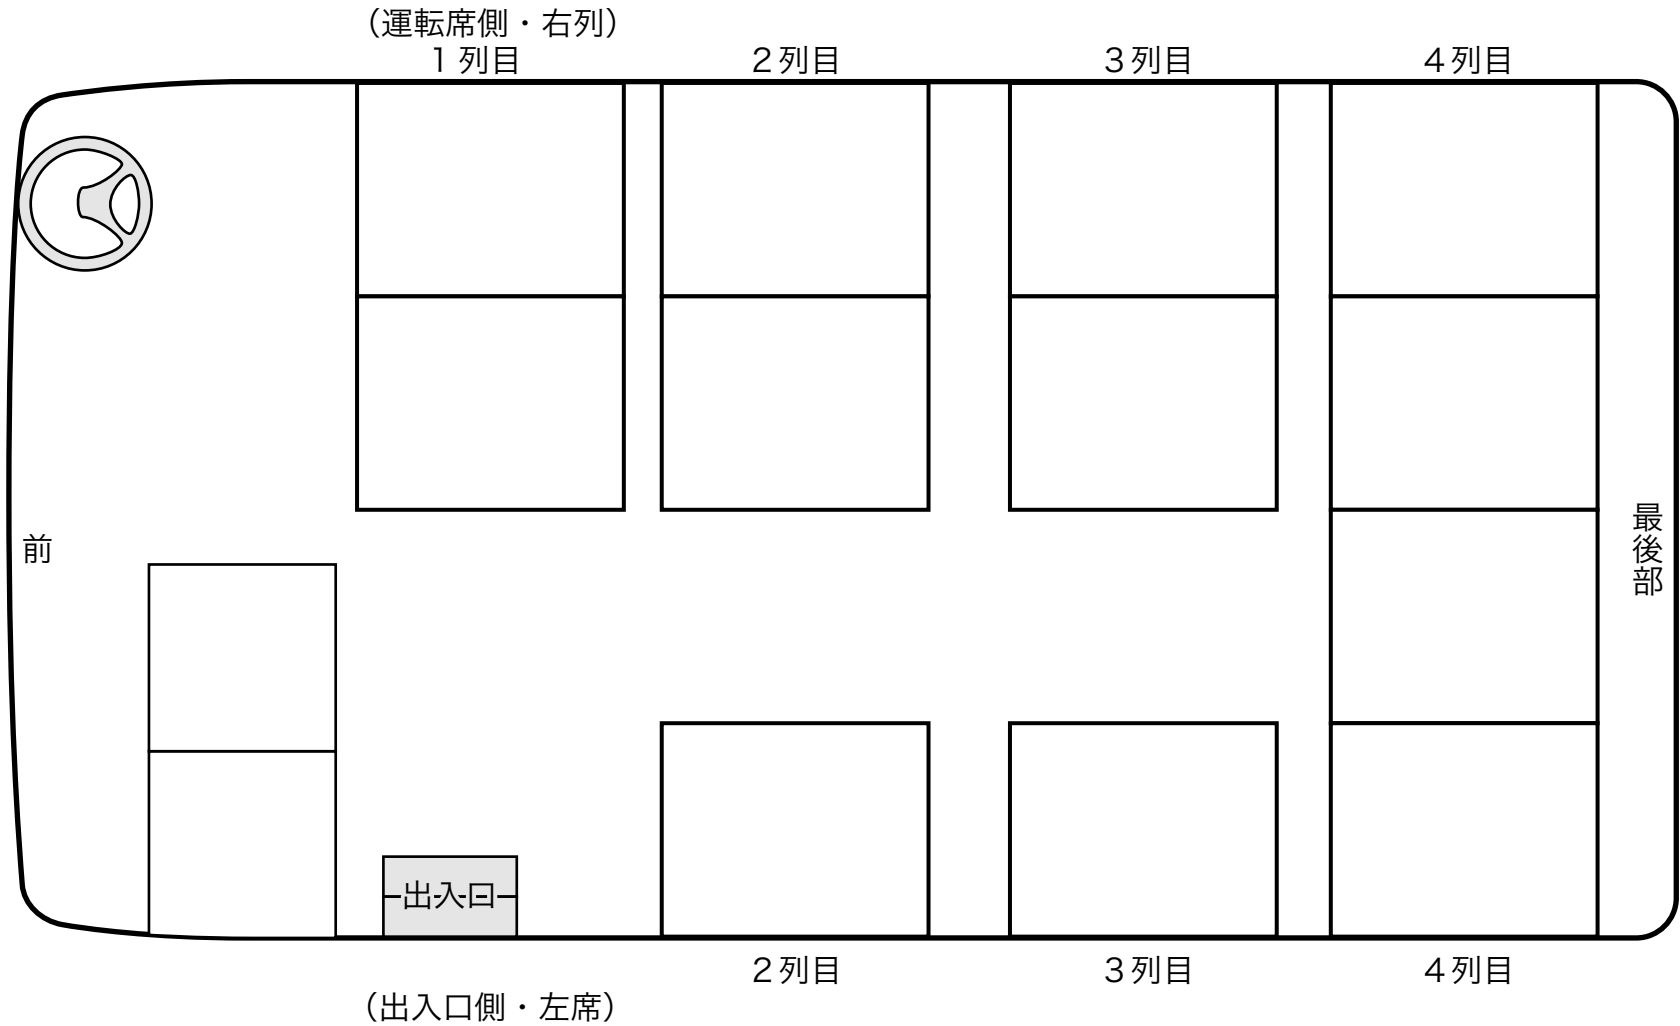 （運転席側・右列）
１列目
２列目
３列目
４列目
前
最後部
出入口
２列目
３列目
４列目
（出入口側・左席）